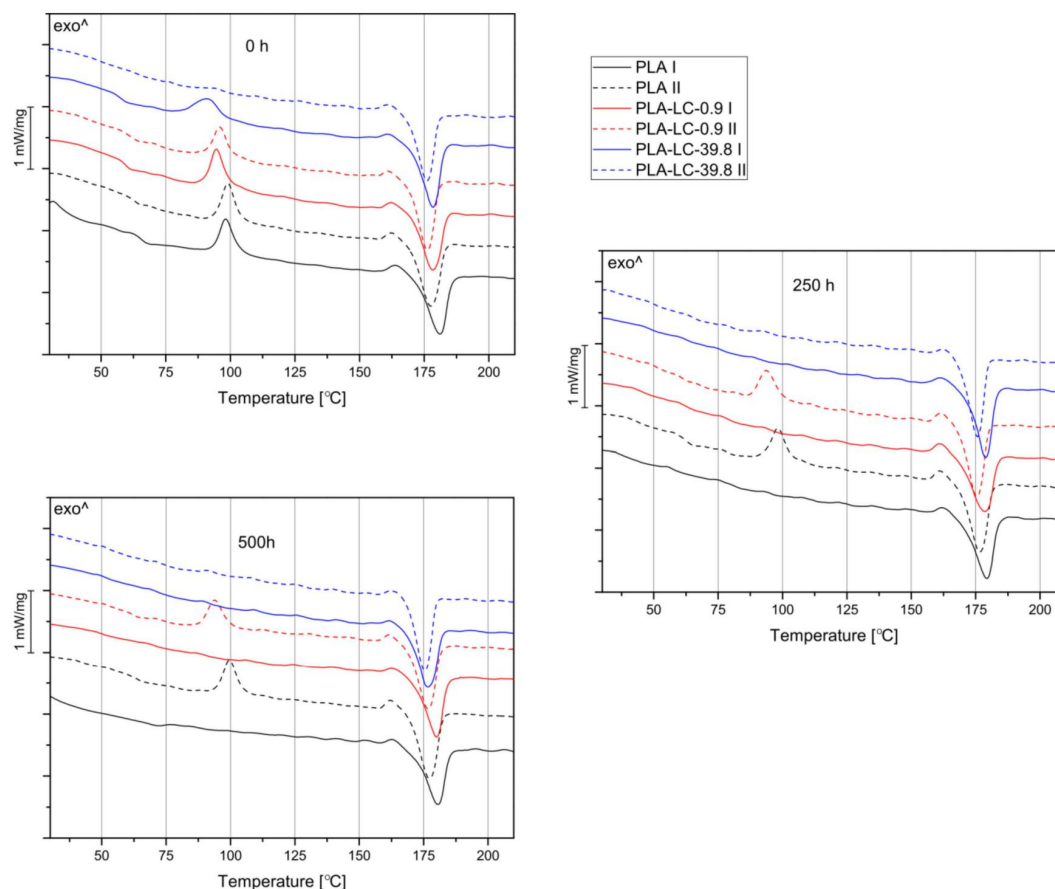 exo^
0 h
1 mW/mg
50 75 100 125 150 175 200
Temperature [°C]
PLA I
PLA II
PLA-LC-0.9 I
PLA-LC-0.9 II
PLA-LC-39.8 I
PLA-LC-39.8 II
exo^
250 h
1 mW/mg
50 75 100 125 150 175 200
Temperature [°C]
exo^
500h
1 mW/mg
50 75 100 125 150 175 200
Temperature [°C]